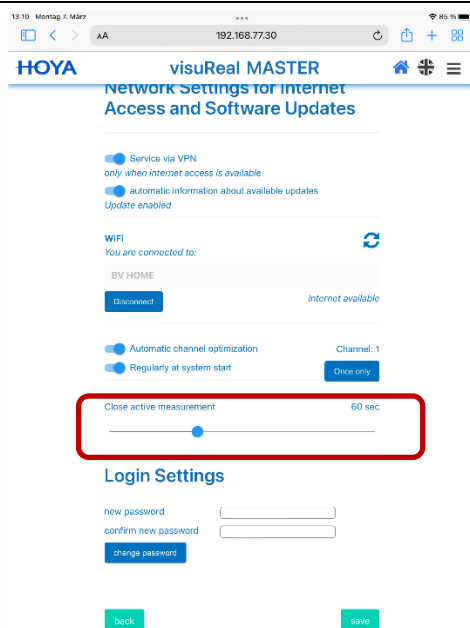 13:10 Montag 7. März
85 %
AA
192.168.77.30
HOYA
visuReal MASTER
Network Settings for Internet
Access and Software Updates
Service via VPN
only when internet access is available
automatic information about available updates
Update enabled
WiFi
You are connected to:
BV HOME
Disconnect
Internet available
Automatic channel optimization
Channel: 1
Regularly at system start
Once only
Close active measurement
60 sec
Login Settings
new password
confirm new password
change password
back
save